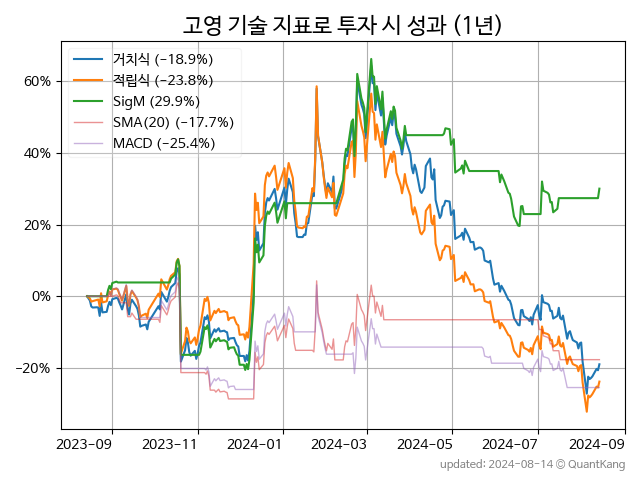 고영 기술 지표로 투자 시 성과 (1년)
거치식 (-18.9%)
적립식 (-23.8%)
SigM (29.9%)
SMA(20) (-17.7%)
MACD (-25.4%)
60%
40%
20%
0%
-20%
2023-09 2023-11 2024-01 2024-03 2024-05 2024-07 2024-09
updated: 2024-08-14 © QuantKang